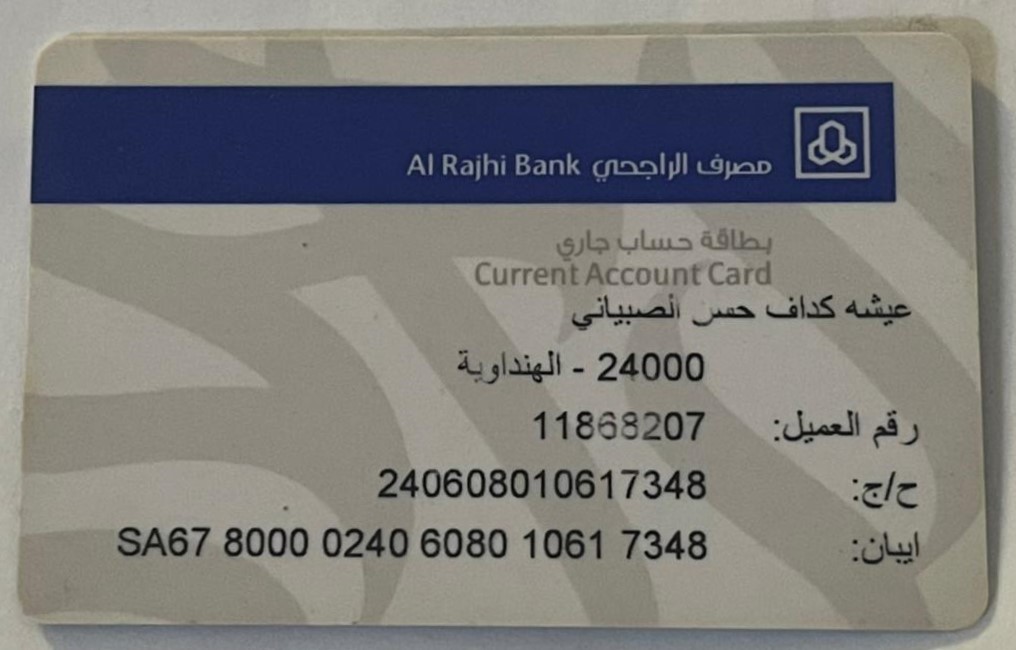 Al Rajhi Bank مصرف الراجحي
بطاقة حساب جاري
Current Account Card
عيشه كداف حسن الصبياني
24000 - الهنداوية
رقم العميل: 11868207
ح/ج: 240608010617348
ايبان: SA67 8000 0240 6080 1061 7348